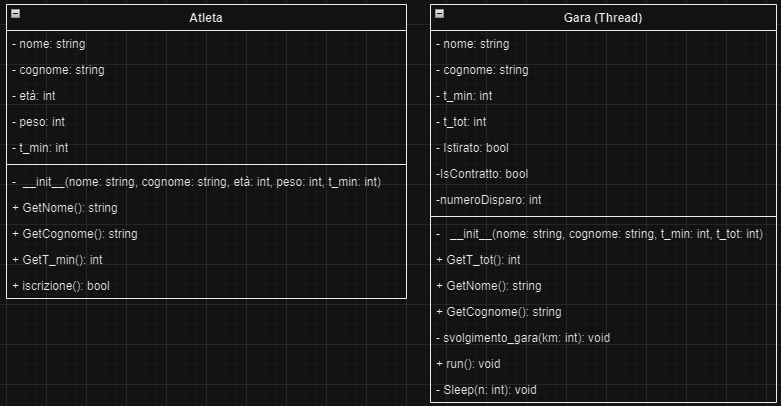 Atleta
- nome: string
- cognome: string
- età: int
- peso: int
- t_min: int
- __init__(nome: string, cognome: string, età: int, peso: int, t_min: int)
+ GetNome(): string
+ GetCognome(): string
+ GetT_min(): int
+ iscrizione(): bool
Gara (Thread)
- nome: string
- cognome: string
- t_min: int
- t_tot: int
- Istirato: bool
-IsContratto: bool
-numeroDisparo: int
- __init__(nome: string, cognome: string, t_min: int, t_tot: int)
+ GetT_tot(): int
+ GetNome(): string
+ GetCognome(): string
- svolgimento_gara(km: int): void
+ run(): void
- Sleep(n: int): void